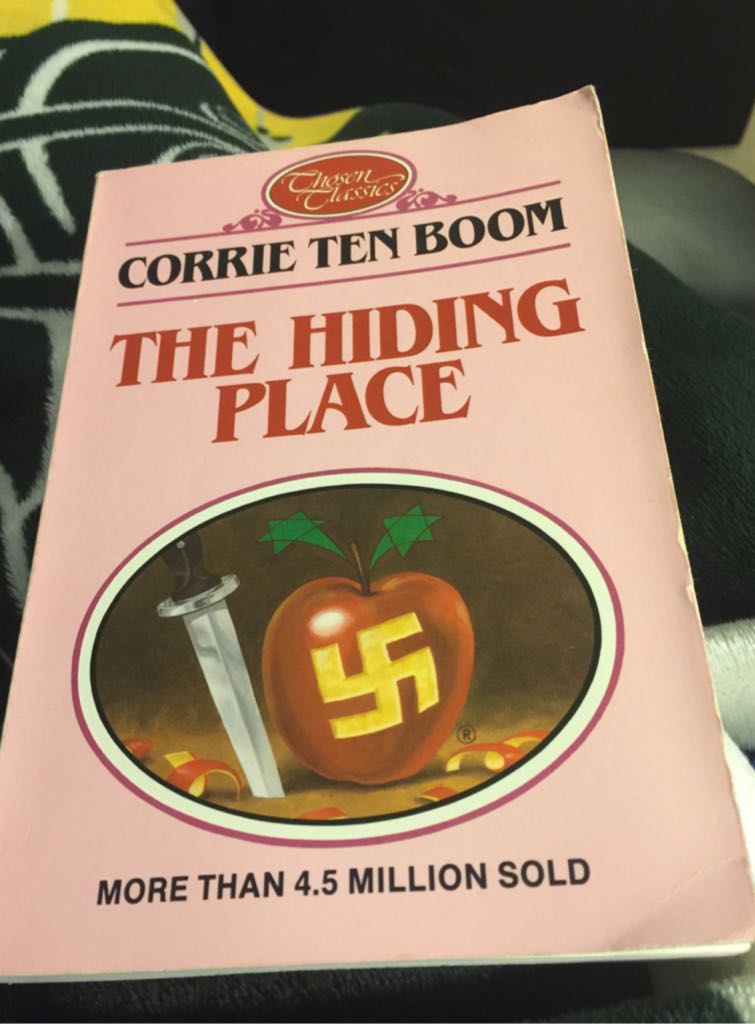 Chosen
Classics
CORRIE TEN BOOM
THE HIDING
PLACE
®
MORE THAN 4.5 MILLION SOLD